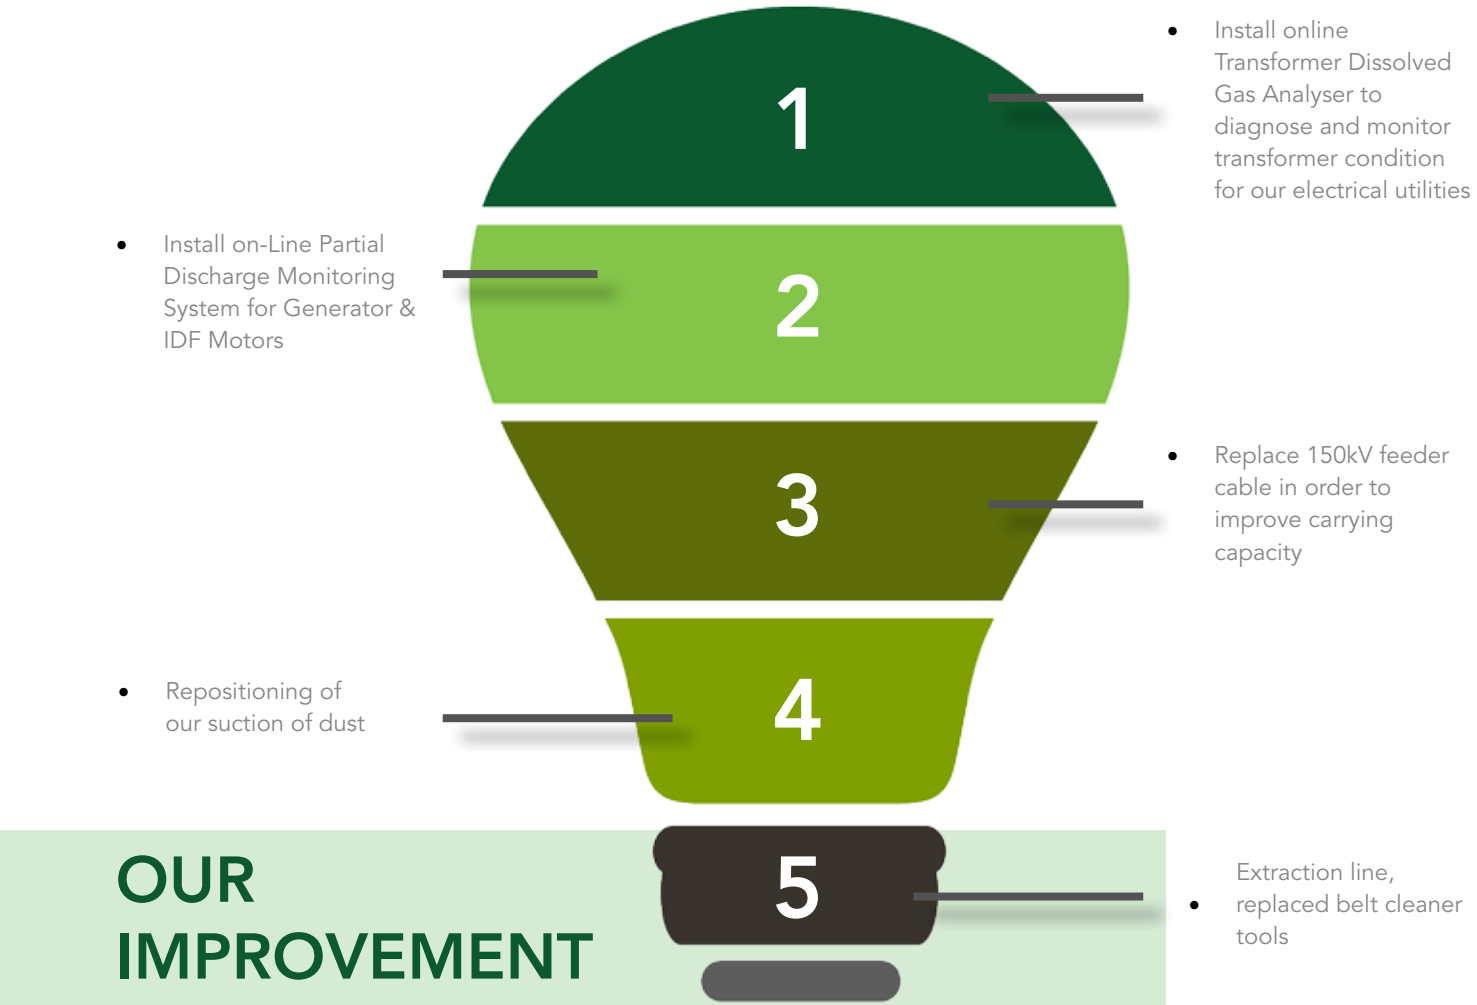 1
Install online
Transformer Dissolved
Gas Analyser to
diagnose and monitor
transformer condition
for our electrical utilities
Install on-Line Partial
Discharge Monitoring
System for Generator &
IDF Motors
2
3
Replace 150kV feeder
cable in order to
improve carrying
capacity
Repositioning of
our suction of dust
4
OUR
IMPROVEMENT
5
Extraction line,
replaced belt cleaner
tools